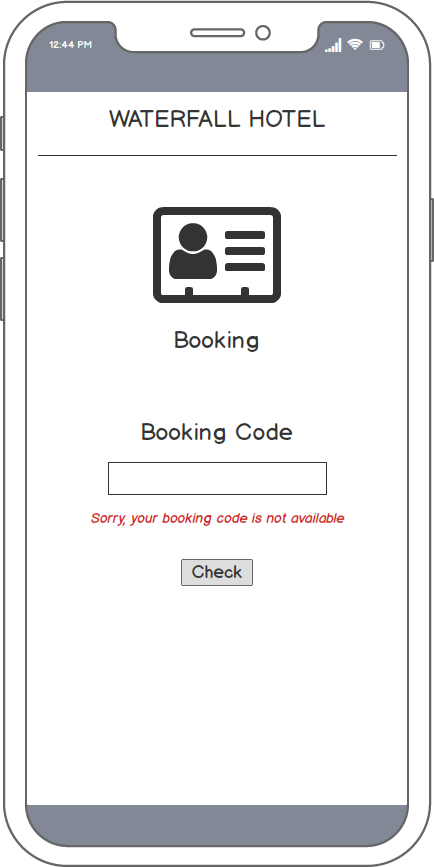 12:44 PM
WATERFALL HOTEL
Booking
Booking Code
Sorry, your booking code is not available
Check